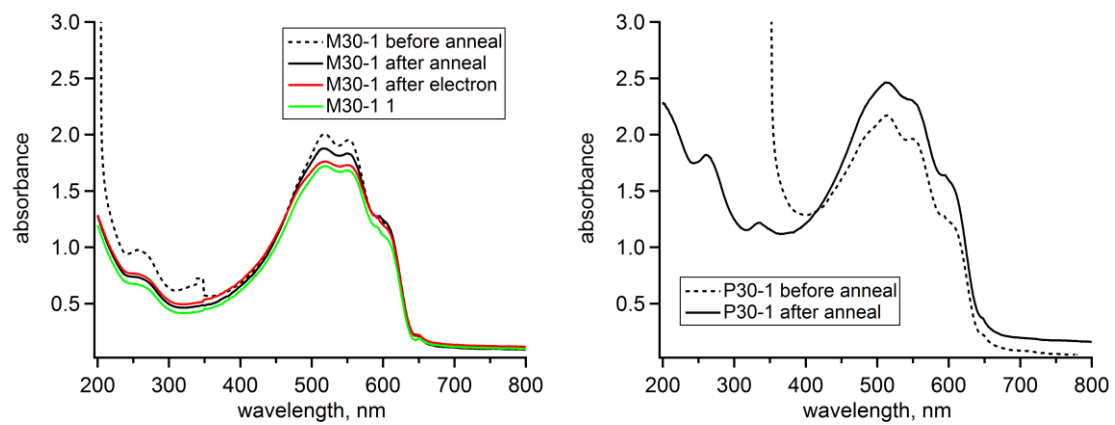 3.0
2.5
2.0
1.5
1.0
0.5
absorbance
200
300
400
500
600
700
800
wavelength, nm
M30-1 before anneal
M30-1 after anneal
M30-1 after electron
M30-1 1
3.0
2.5
2.0
1.5
1.0
0.5
absorbance
200
300
400
500
600
700
800
wavelength, nm
P30-1 before anneal
P30-1 after anneal